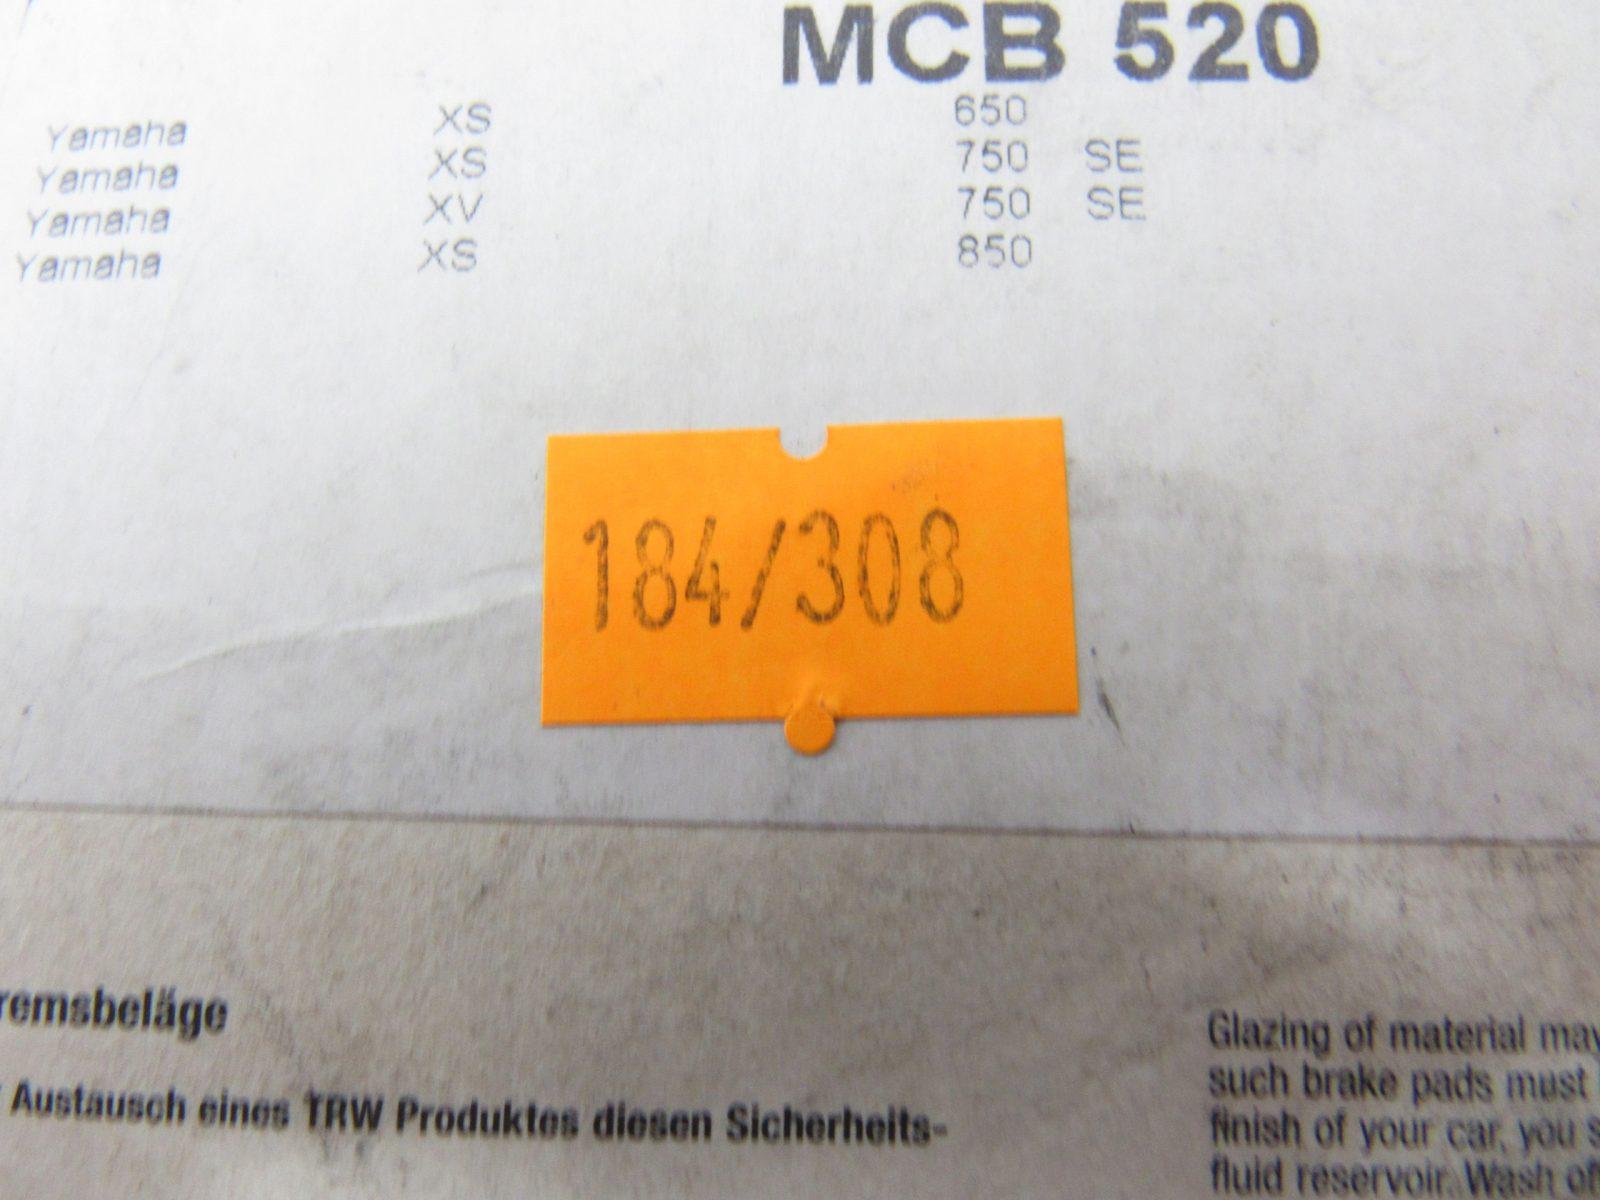 MCB 520
Yamaha XS 650
Yamaha XS 750 SE
Yamaha XV 750 SE
Yamaha XS 850
184/308
remsbeläge
Austausch eines TRW Produktes diesen Sicherheits-
Glazing of material may
such brake pads must
finish of your car, you s
fluid reservoir. Wash of